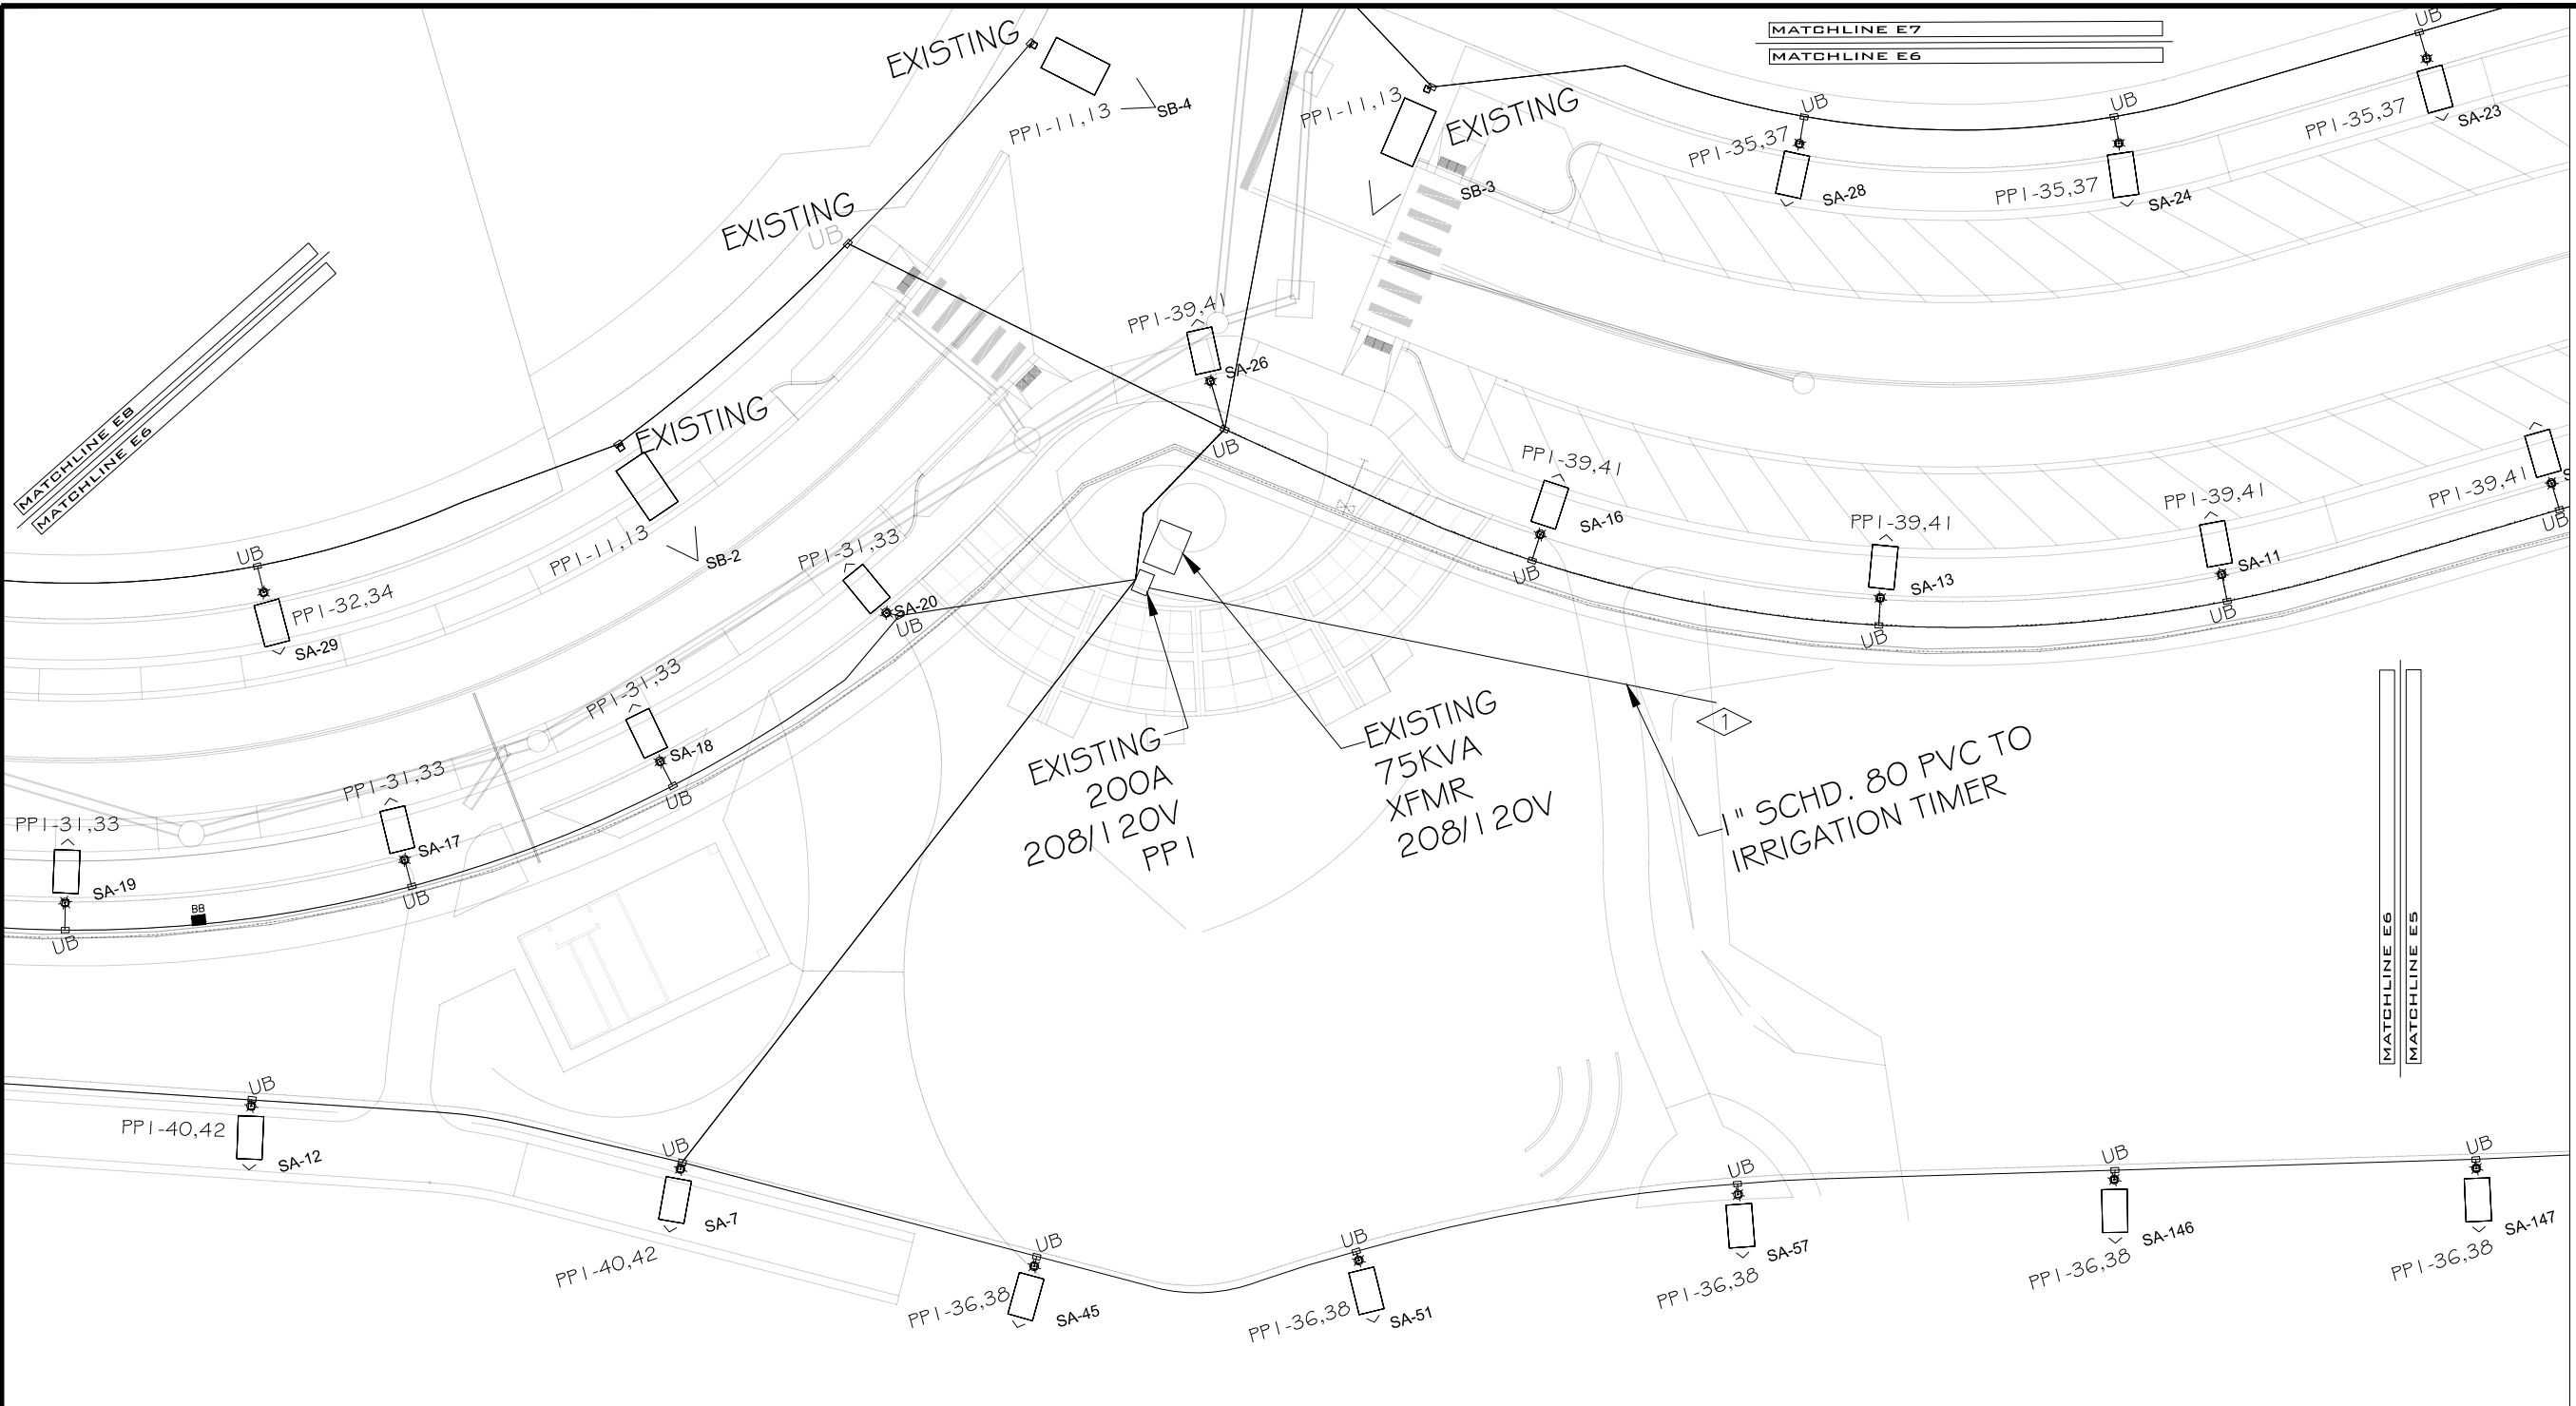 MATCHLINE E7
MATCHLINE E6
UB
EXISTING
PP1-11,13
SB-4
PP1-11,13
EXISTING
SB-3
UB
PP1-35,37
SA-28
UB
PP1-35,37
SA-24
PP1-35,37
SA-23
EXISTING
UB
MATCHLINE E8
MATCHLINE E6
PP1-39,41
SA-26
UB
EXISTING
PP1-11,13
SB-2
PP1-39,41
SA-16
UB
PP1-39,41
SA-13
UB
PP1-39,41
SA-11
UB
PP1-39,41
S
UB
UB
PP1-32,34
SA-29
PP1-31,33
SA-20
UB
PP1-31,33
SA-18
UB
PP1-31,33
SA-17
UB
PP1-31,33
SA-19
UB
BB
EXISTING
200A
208/120V
PP1
EXISTING
75KVA
XFMR
208/120V
1
1" SCHD. 80 PVC TO
IRRIGATION TIMER
MATCHLINE E6
MATCHLINE E5
UB
PP1-40,42
SA-12
UB
SA-7
PP1-40,42
UB
PP1-36,38
SA-45
UB
PP1-36,38
SA-51
UB
SA-57
PP1-36,38
UB
SA-146
PP1-36,38
UB
SA-147
PP1-36,38